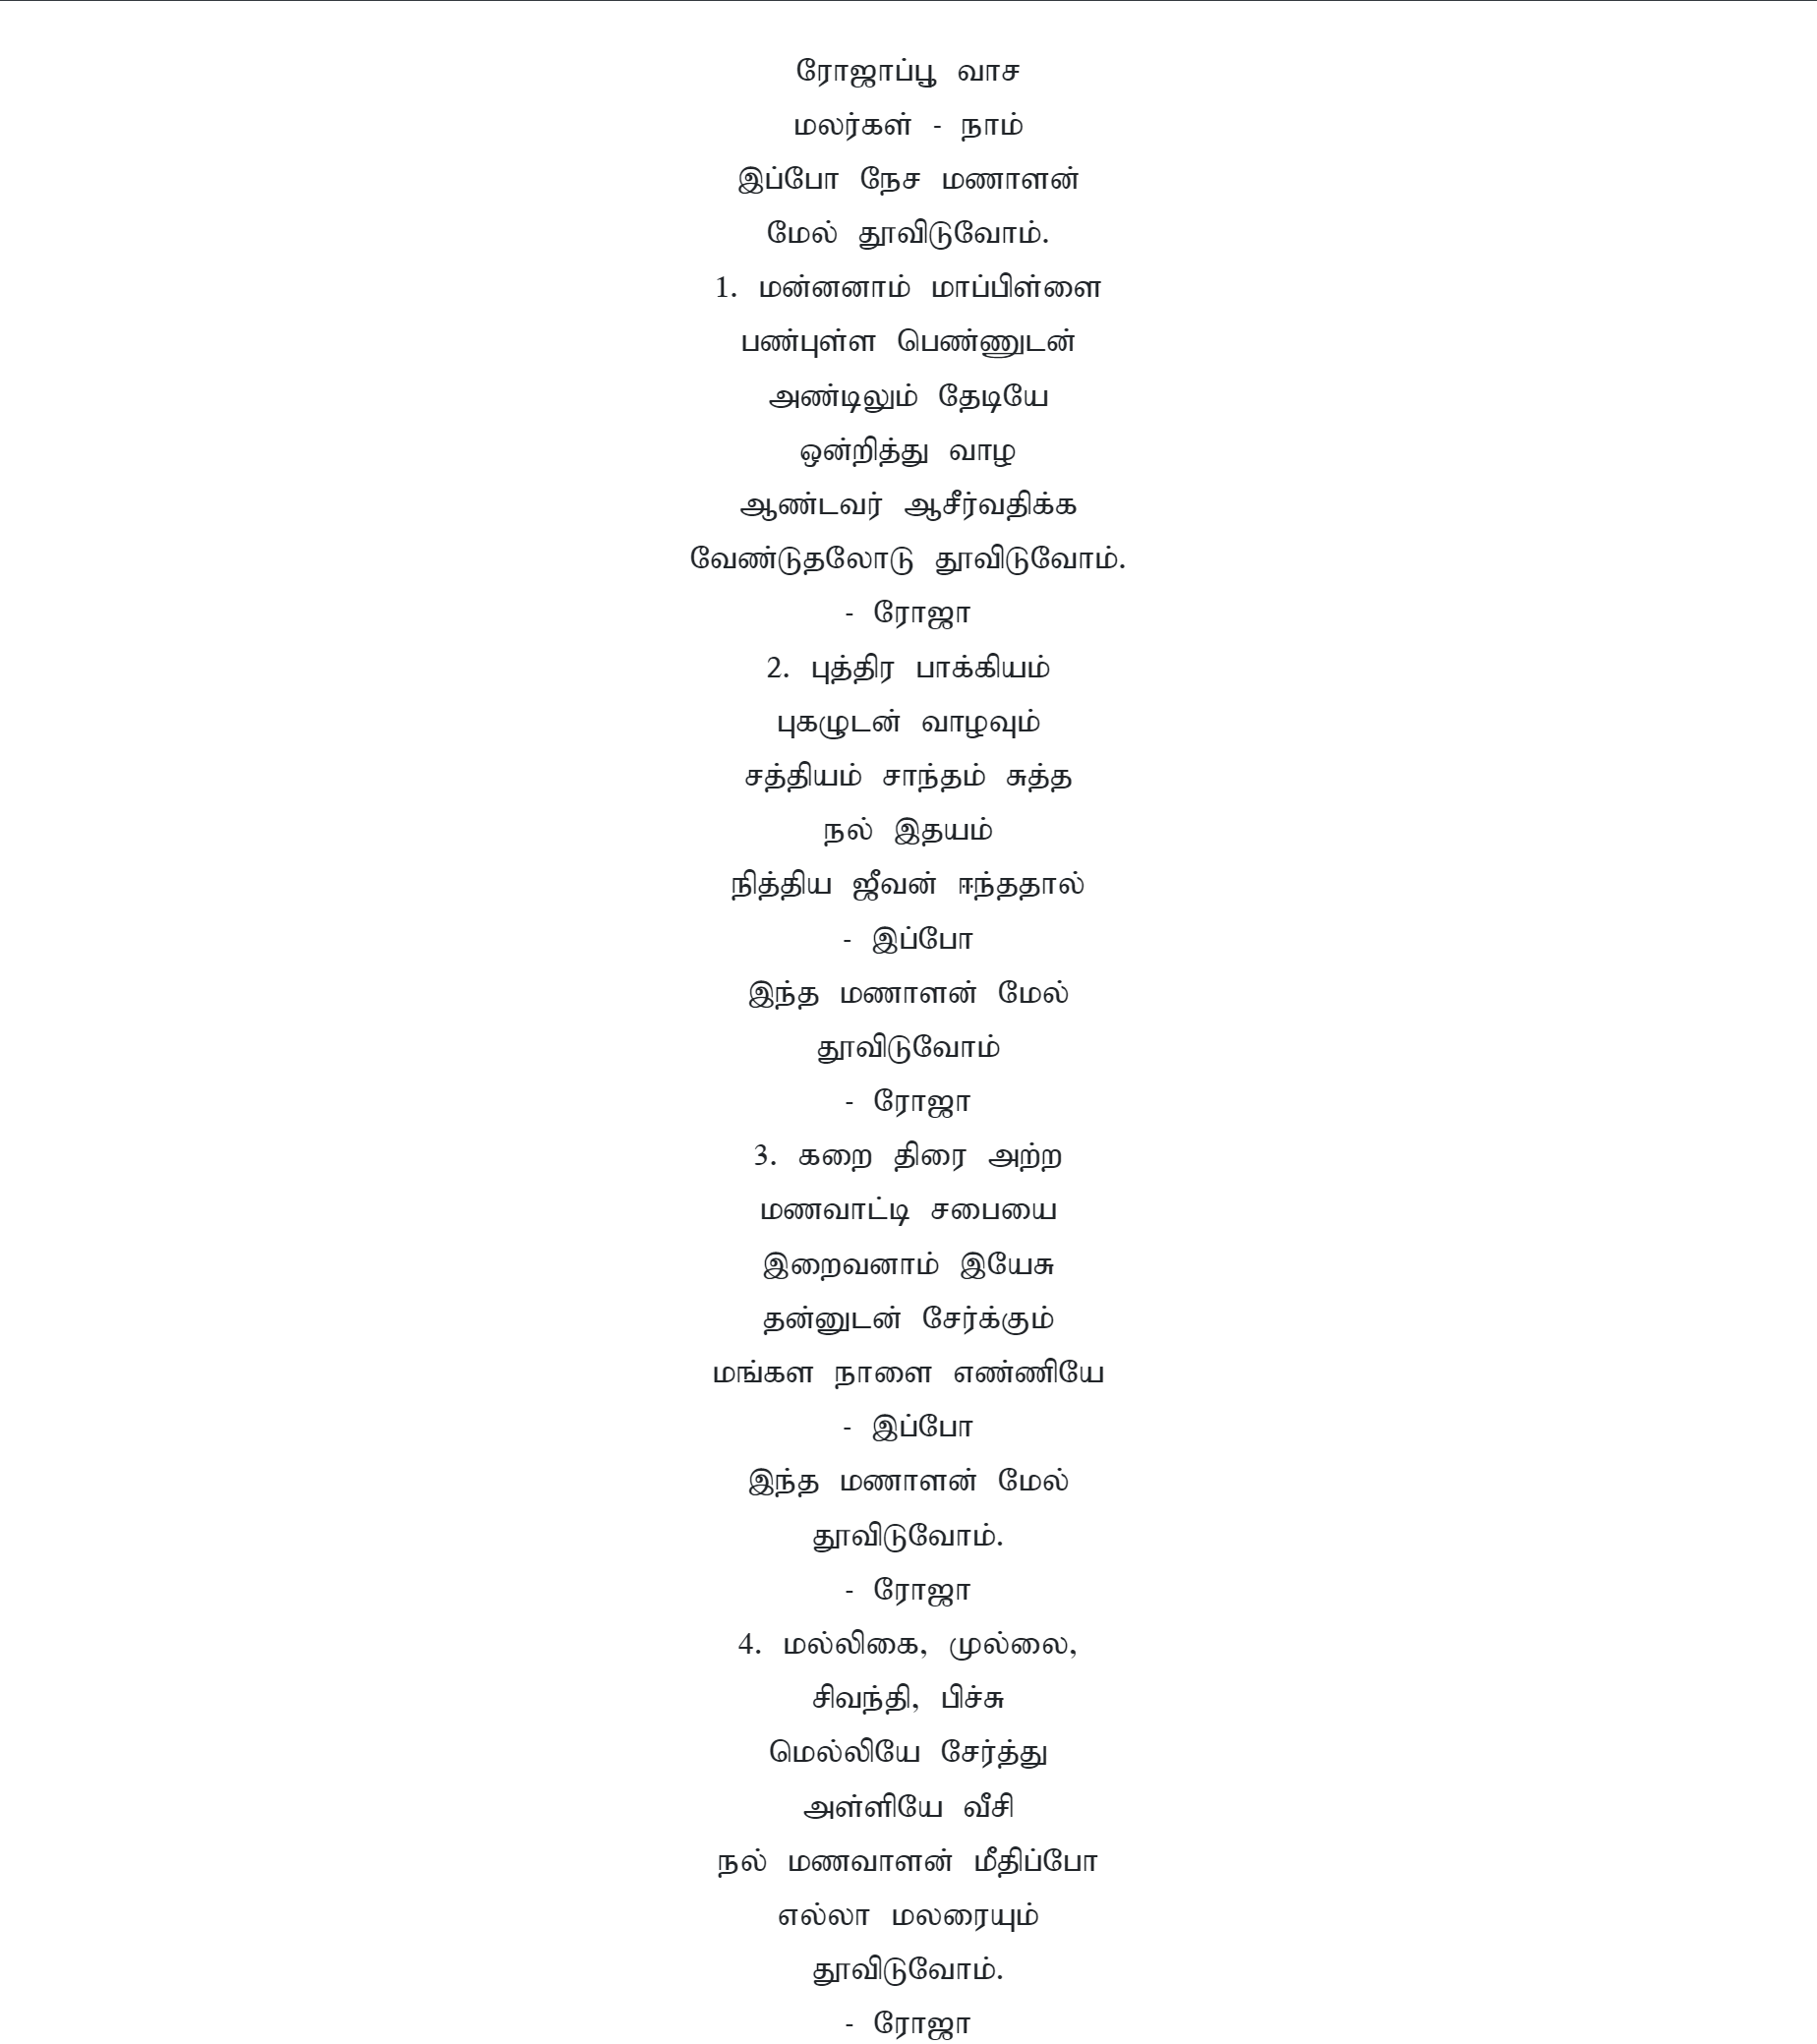 ரோஜாப்பூ வாச
மலர்கள் - நாம்
இப்போ நேச மணாளன்
மேல் தூவிடுவோம்.
1. மன்னனாம் மாப்பிள்ளை
பண்புள்ள பெண்ணுடன்
அண்டிலும் தேடியே
ஒன்றித்து வாழ
ஆண்டவர் ஆசீர்வதிக்க
வேண்டுதலோடு தூவிடுவோம்.
- ரோஜா
2. புத்திர பாக்கியம்
புகழுடன் வாழவும்
சத்தியம் சாந்தம் சுத்த
நல் இதயம்
நித்திய ஜீவன் ஈந்ததால்
- இப்போ
இந்த மணாளன் மேல்
தூவிடுவோம்
- ரோஜா
3. கறை திரை அற்ற
மணவாட்டி சபையை
இறைவனாம் இயேசு
தன்னுடன் சேர்க்கும்
மங்கள நாளை எண்ணியே
- இப்போ
இந்த மணாளன் மேல்
தூவிடுவோம்.
- ரோஜா
4. மல்லிகை, முல்லை,
சிவந்தி, பிச்சு
மெல்லியே சேர்த்து
அள்ளியே வீசி
நல் மணவாளன் மீதிப்போ
எல்லா மலரையும்
தூவிடுவோம்.
- ரோஜா